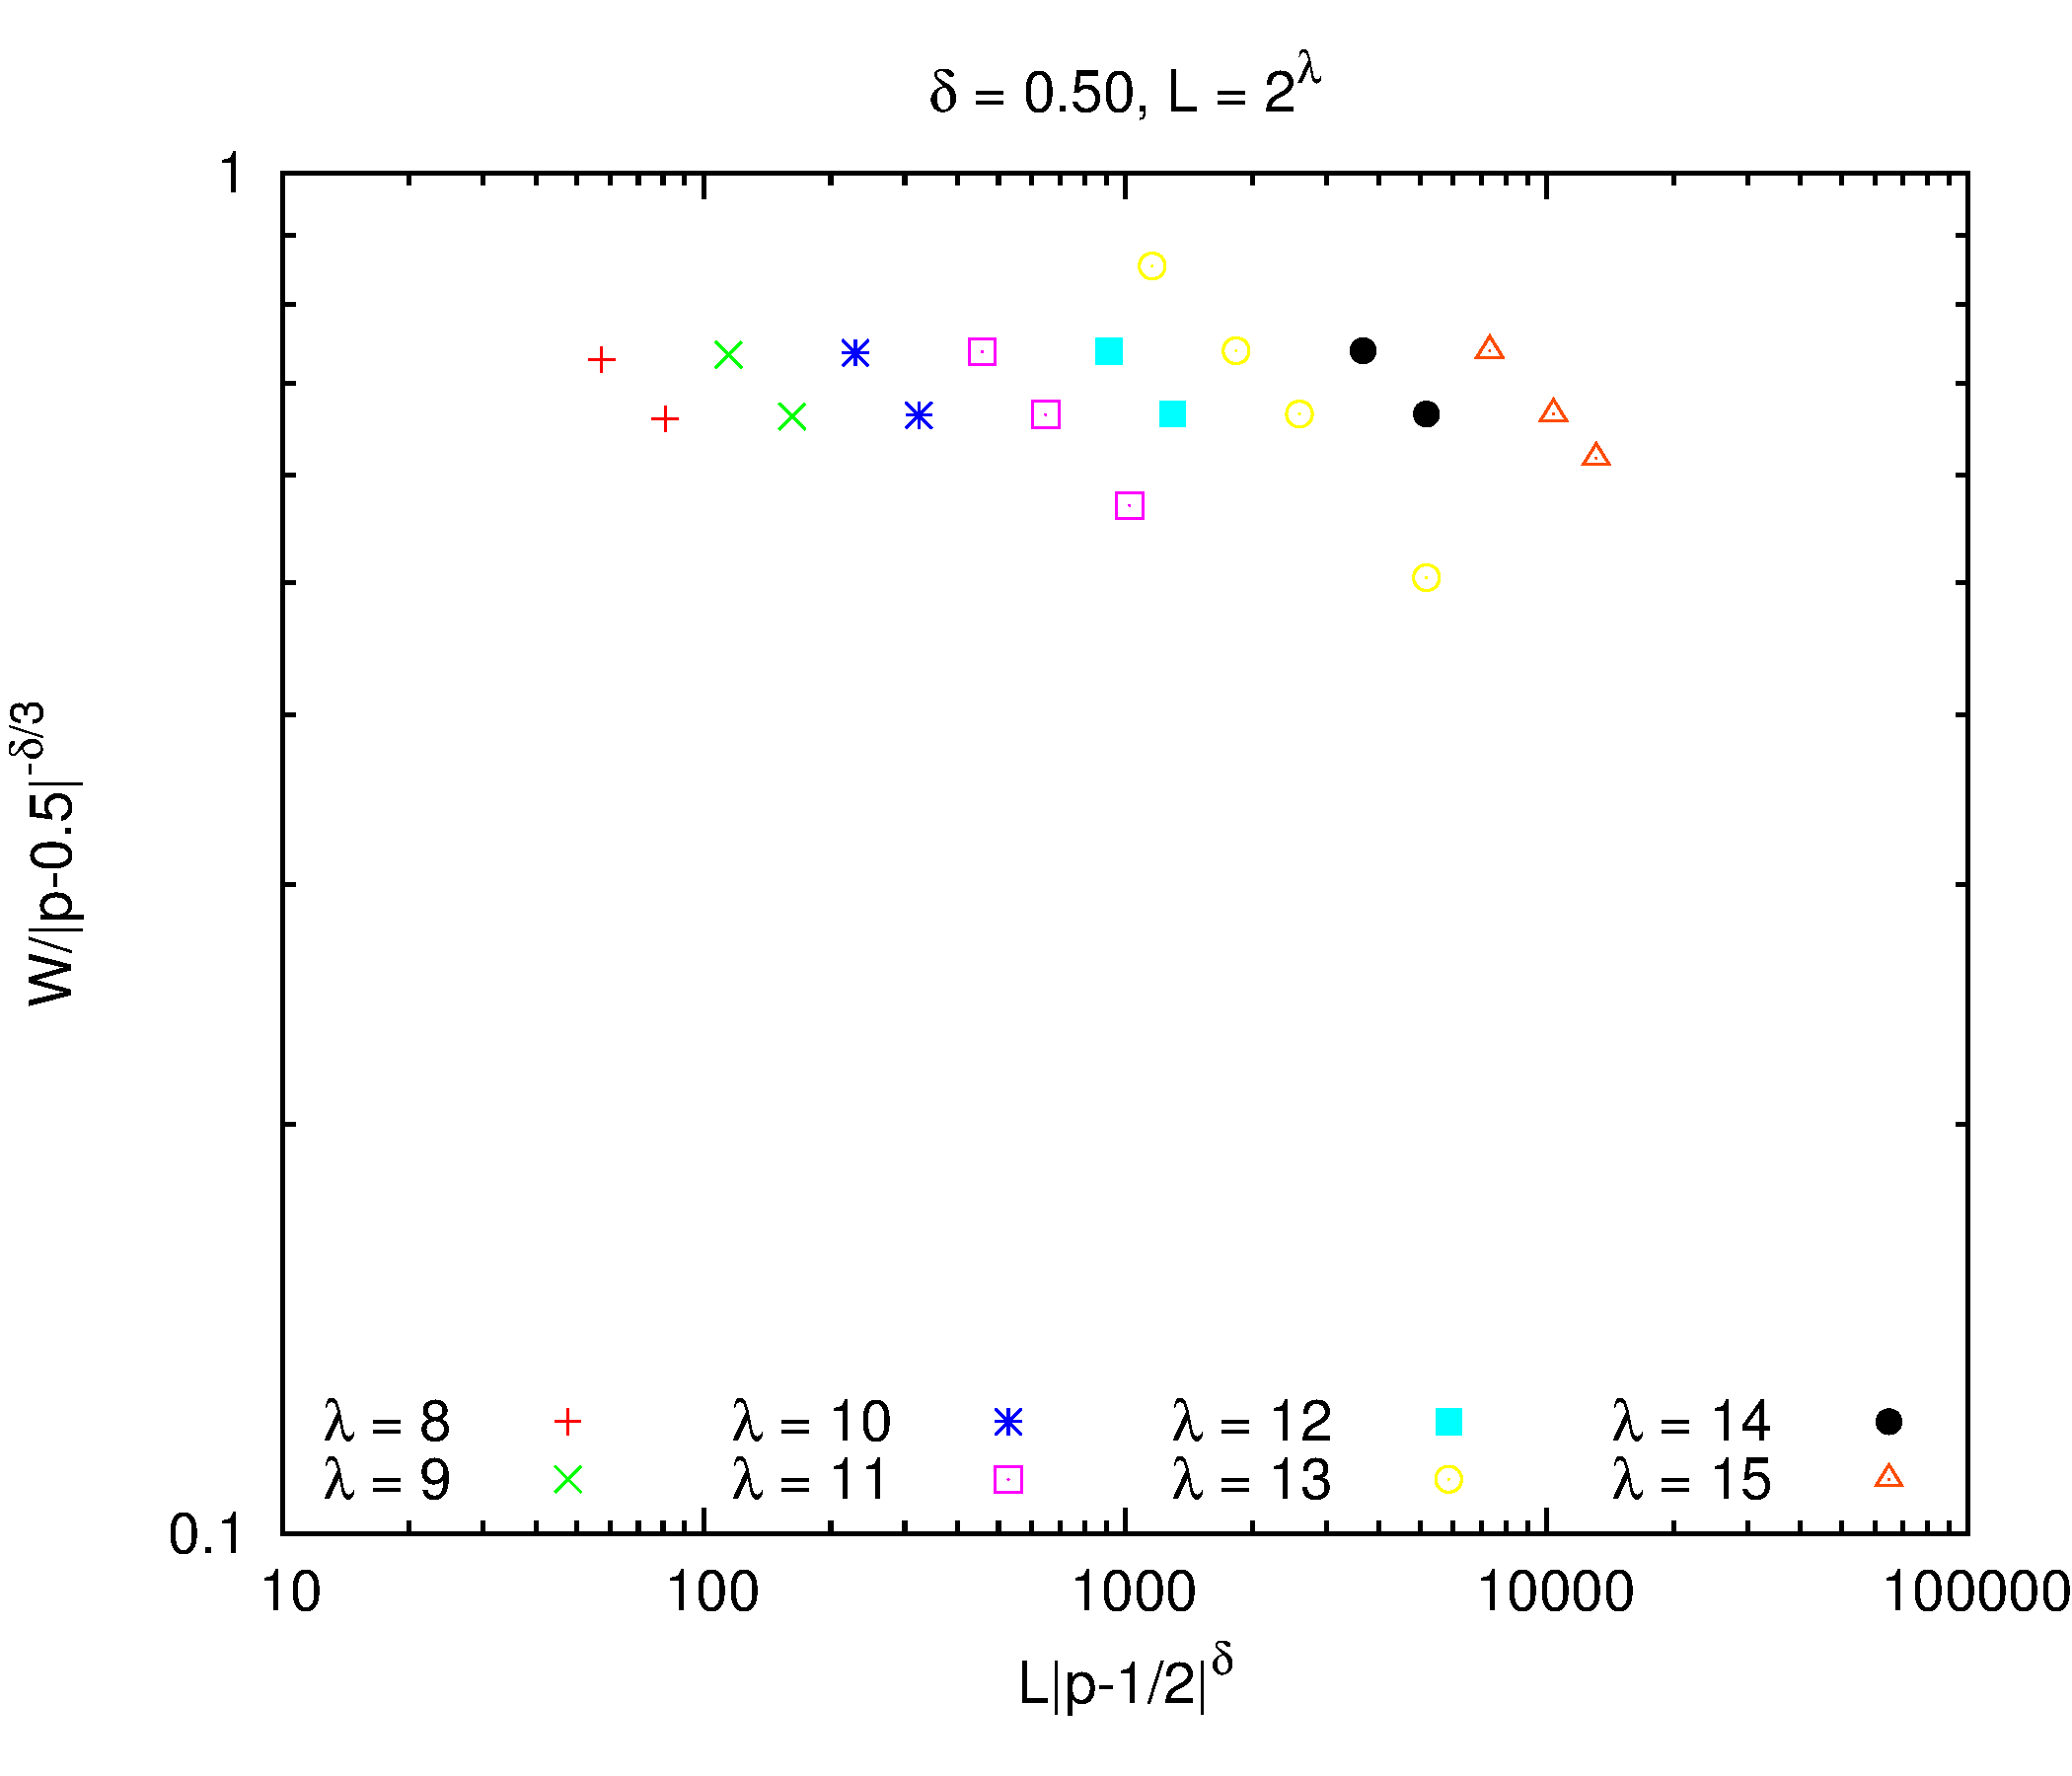 δ = 0.50, L = 2^λ
1
W/|p-0.5|^-δ/3
λ = 8 λ = 10 λ = 12 λ = 14
λ = 9 λ = 11 λ = 13 λ = 15
0.1
10 100 1000 10000 100000
L|p-1/2|^δ